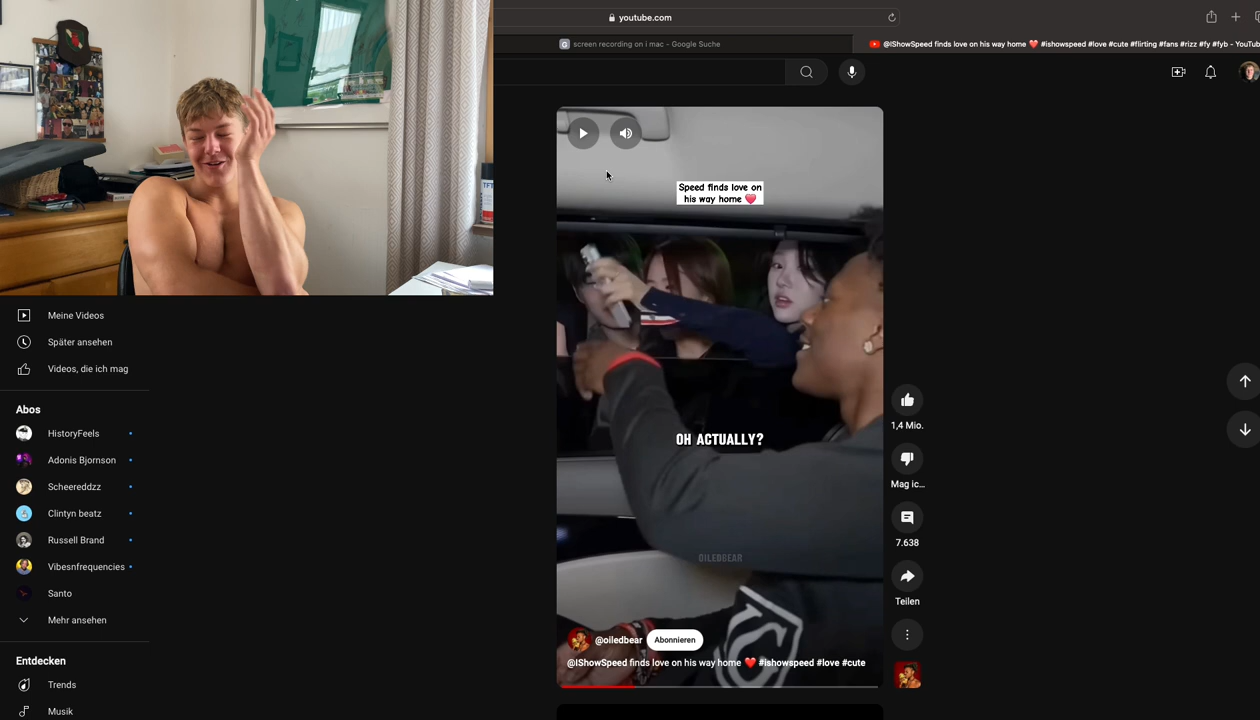 youtube.com
screen recording on i mac - Google Suche
@IShowSpeed finds love on his way home ❤️ #ishowspeed #love #cute #flirting #fans #rizz #fy #fyb - YouTub
Speed finds love on
his way home ❤️
TFT
Meine Videos
Später ansehen
Videos, die ich mag
Abos
HistoryFeels
Adonis Bjornson
Scheereddzz
Clintyn beatz
Russell Brand
Vibesnfrequencies
Santo
Mehr ansehen
Entdecken
Trends
Musik
OH ACTUALLY?
OILEDBEAR
1,4 Mio.
Mag ic...
7.638
Teilen
@oiledbear
Abonnieren
@IShowSpeed finds love on his way home ❤️ #ishowspeed #love #cute